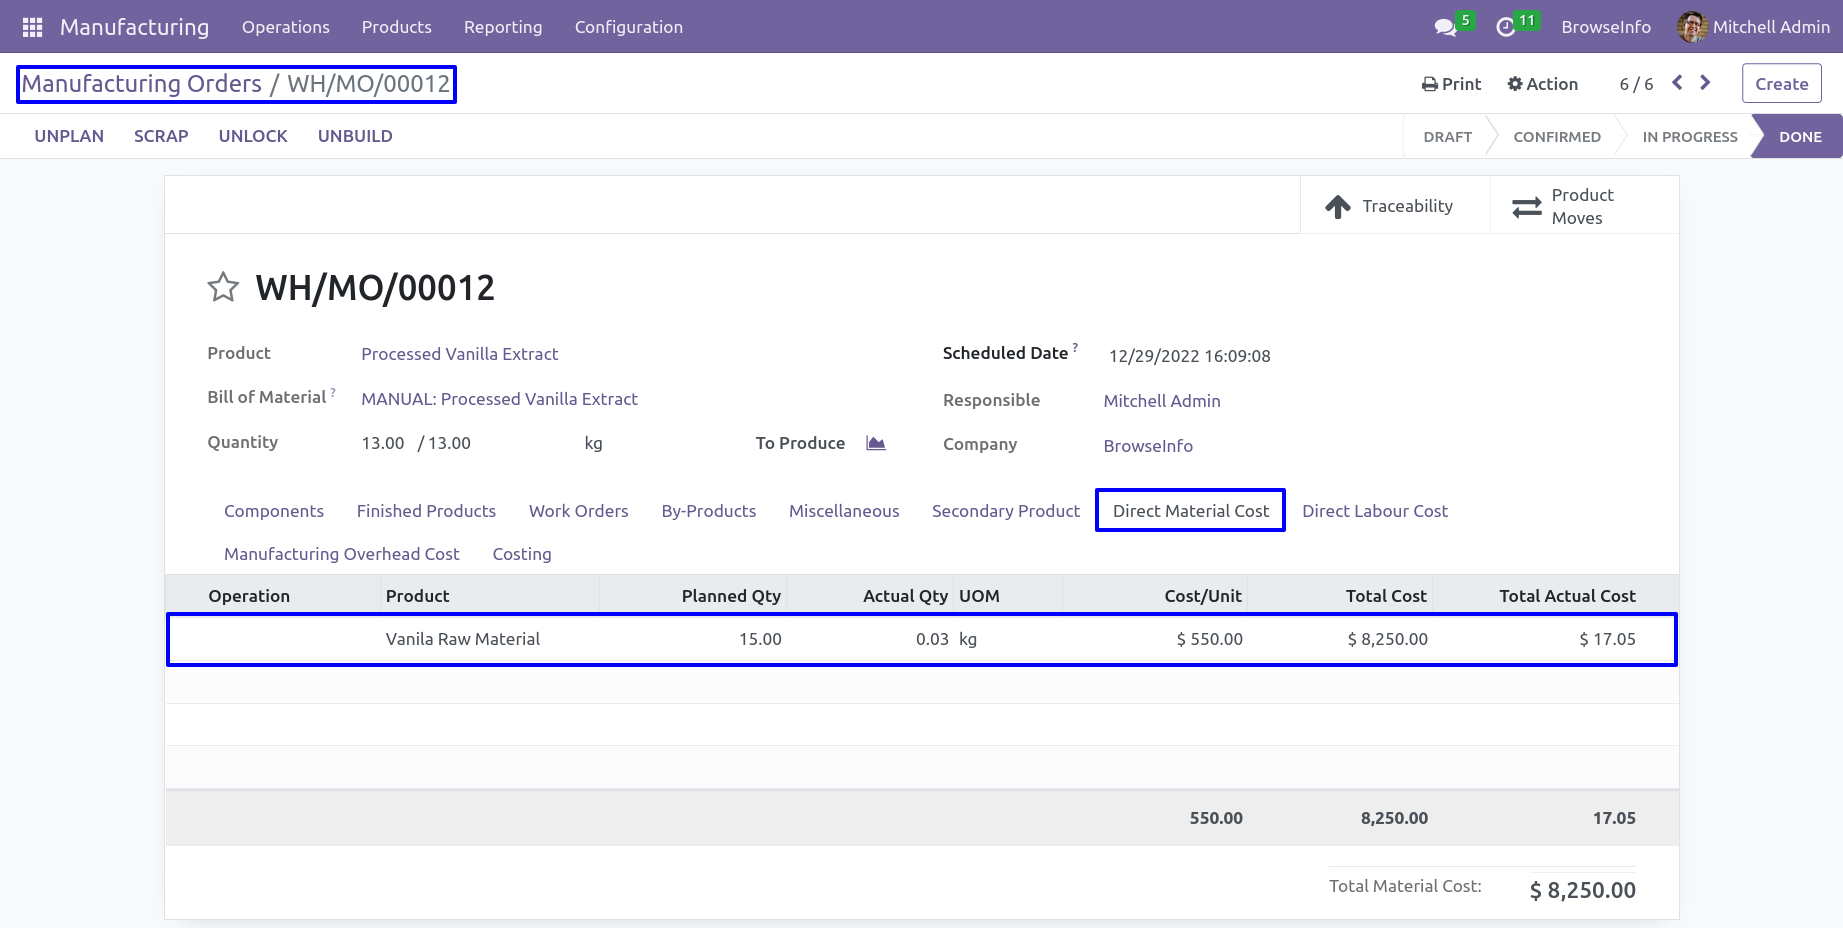 Manufacturing Operations Products Reporting Configuration 5 11 BrowseInfo Mitchell Admin
Manufacturing Orders / WH/MO/00012 Print Action 6 / 6 Create
UNPLAN SCRAP UNLOCK UNBUILD DRAFT CONFIRMED IN PROGRESS DONE
Traceability Product Moves
WH/MO/00012
Product Processed Vanilla Extract Scheduled Date ? 12/29/2022 16:09:08
Bill of Material ? MANUAL: Processed Vanilla Extract Responsible Mitchell Admin
Quantity 13.00 / 13.00 kg To Produce Company BrowseInfo
Components Finished Products Work Orders By-Products Miscellaneous Secondary Product Direct Material Cost Direct Labour Cost
Manufacturing Overhead Cost Costing
Operation Product Planned Qty Actual Qty UOM Cost/Unit Total Cost Total Actual Cost
Vanila Raw Material 15.00 0.03 kg $ 550.00 $ 8,250.00 $ 17.05
550.00 8,250.00 17.05
Total Material Cost: $ 8,250.00